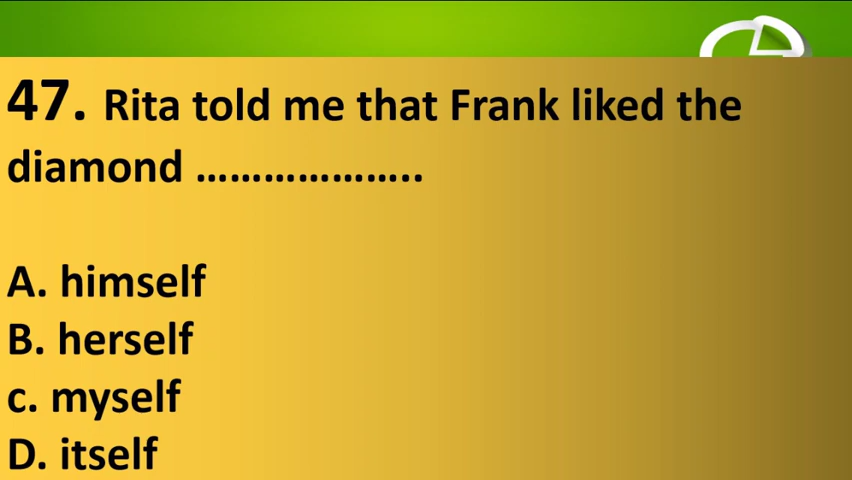 47. Rita told me that Frank liked the
diamond ………………..
A. himself
B. herself
c. myself
D. itself